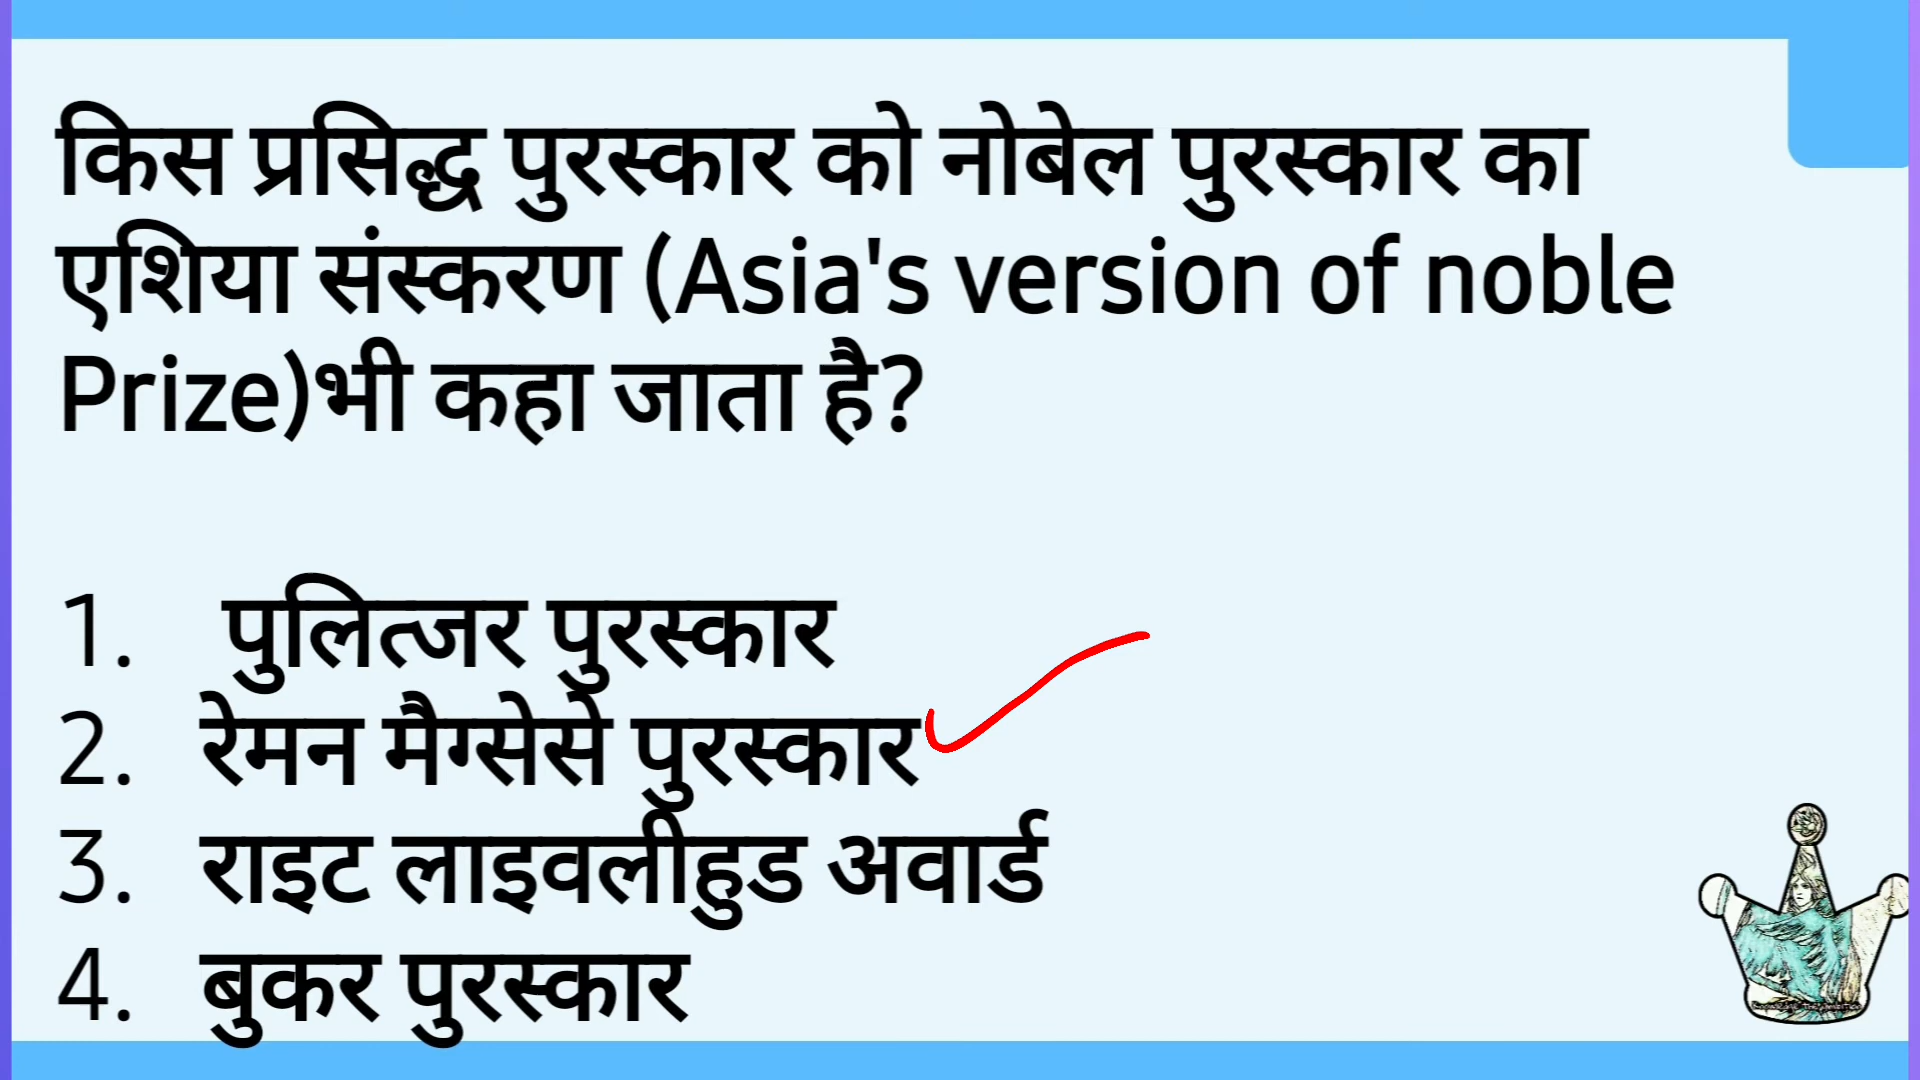 किस प्रसिद्ध पुरस्कार को नोबेल पुरस्कार का
एशिया संस्करण (Asia's version of noble
Prize)भी कहा जाता है?
1. पुलित्जर पुरस्कार
2. रेमन मैग्सेसे पुरस्कार
3. राइट लाइवलीहुड अवार्ड
4. बुकर पुरस्कार